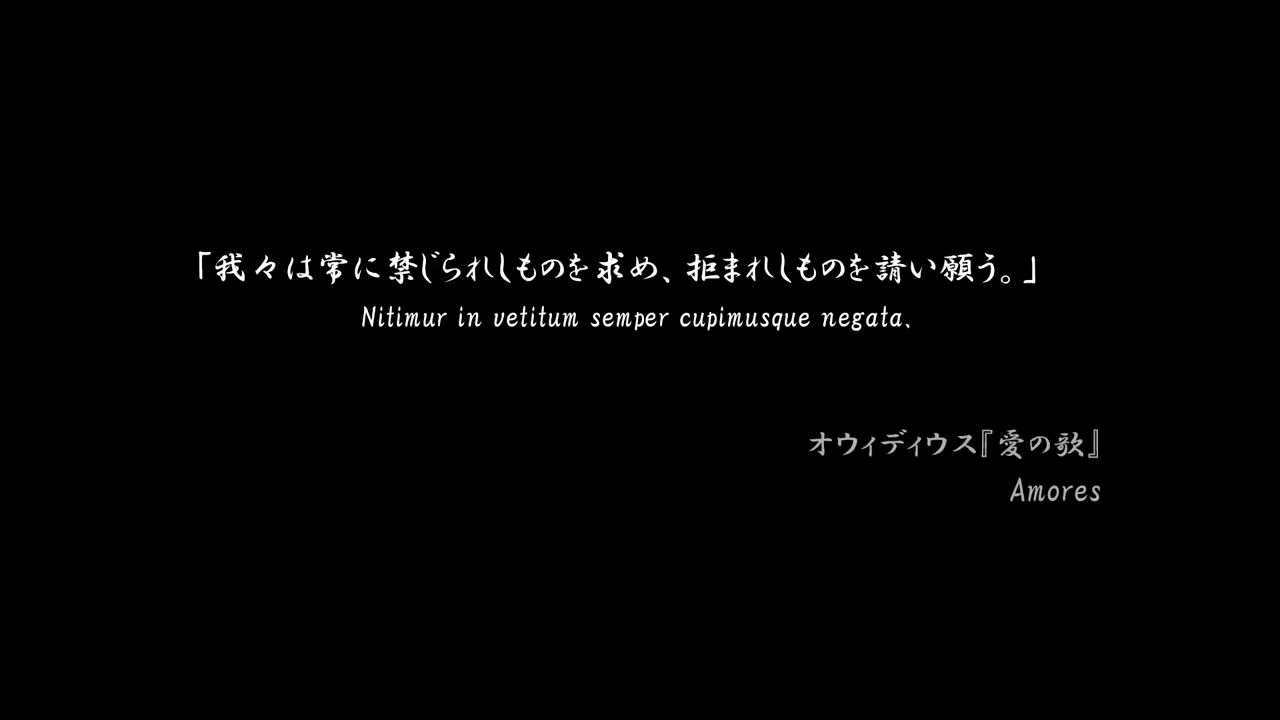 「我々は常に禁じられしものを求め、拒まれしものを請い願う。」
Nitimur in vetitum semper cupimusque negata.
オウィディウス『愛の歌』
Amores